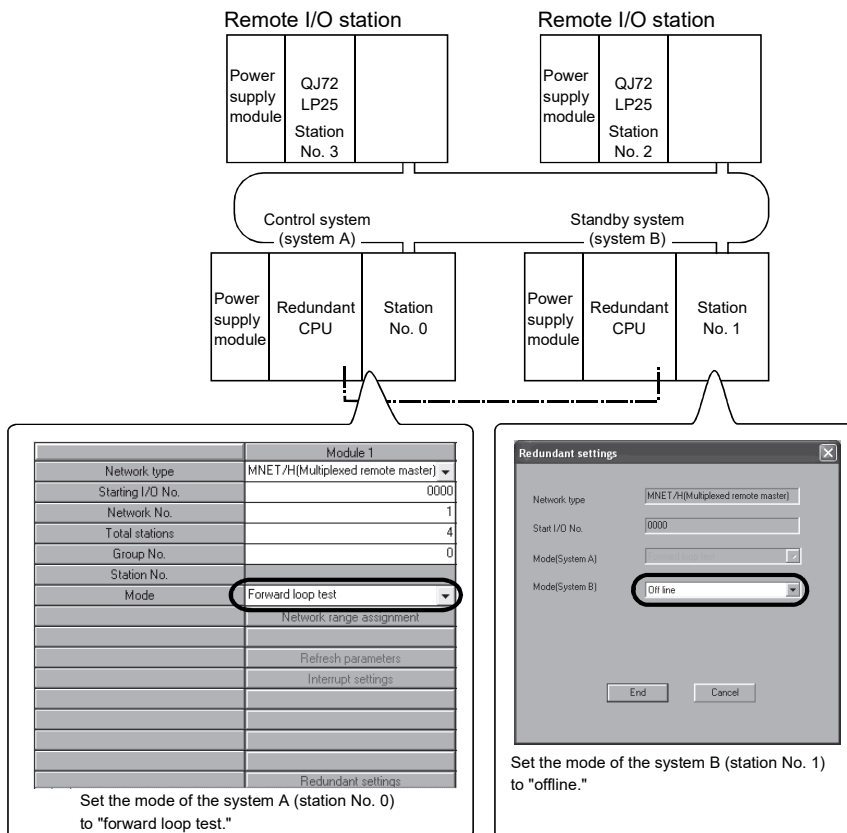 Remote I/O station
Remote I/O station
Power
supply
module
QJ72
LP25
Station
No. 3
Power
supply
module
QJ72
LP25
Station
No. 2
Control system
(system A)
Standby system
(system B)
Power
supply
module
Redundant
CPU
Station
No. 0
Power
supply
module
Redundant
CPU
Station
No. 1
Module 1
Network type MNET/H(Multiplexed remote master)
Starting I/O No. 0000
Network No. 1
Total stations 4
Group No. 0
Station No.
Mode Forward loop test
Network range assignment
Refresh parameters
Interrupt settings
Redundant settings
Set the mode of the system A (station No. 0)
to "forward loop test."
Redundant settings
Network type MNET/H(Multiplexed remote master)
Start I/O No. 0000
Mode(System A) Forward loop test
Mode(System B) Off line
End Cancel
Set the mode of the system B (station No. 1)
to "offline."